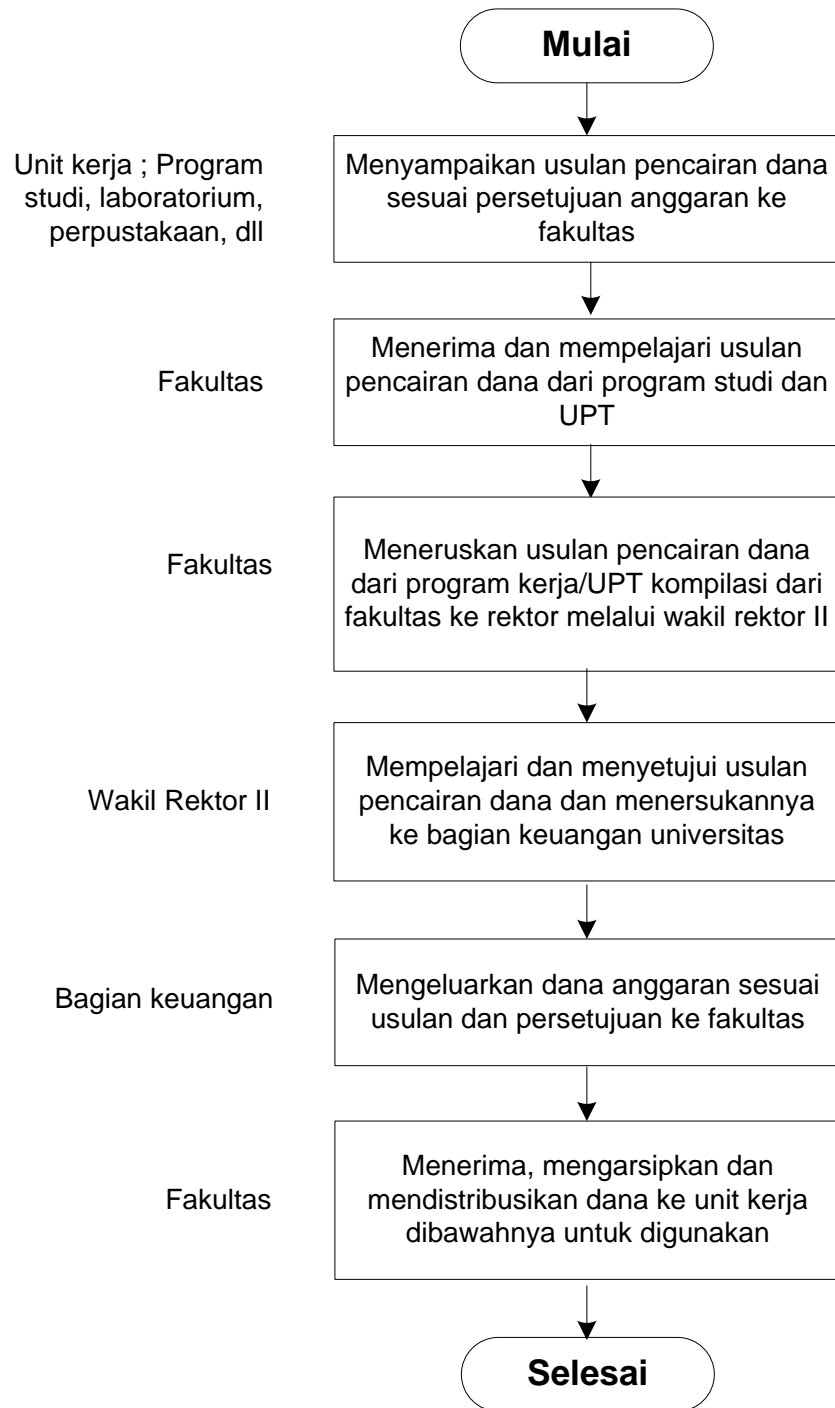 Mulai
Unit kerja ; Program
studi, laboratorium,
perpustakaan, dll
Menyampaikan usulan pencairan dana
sesuai persetujuan anggaran ke
fakultas
Fakultas
Menerima dan mempelajari usulan
pencairan dana dari program studi dan
UPT
Fakultas
Meneruskan usulan pencairan dana
dari program kerja/UPT kompilasi dari
fakultas ke rektor melalui wakil rektor II
Wakil Rektor II
Mempelajari dan menyetujui usulan
pencairan dana dan menersukannya
ke bagian keuangan universitas
Bagian keuangan
Mengeluarkan dana anggaran sesuai
usulan dan persetujuan ke fakultas
Fakultas
Menerima, mengarsipkan dan
mendistribusikan dana ke unit kerja
dibawahnya untuk digunakan
Selesai